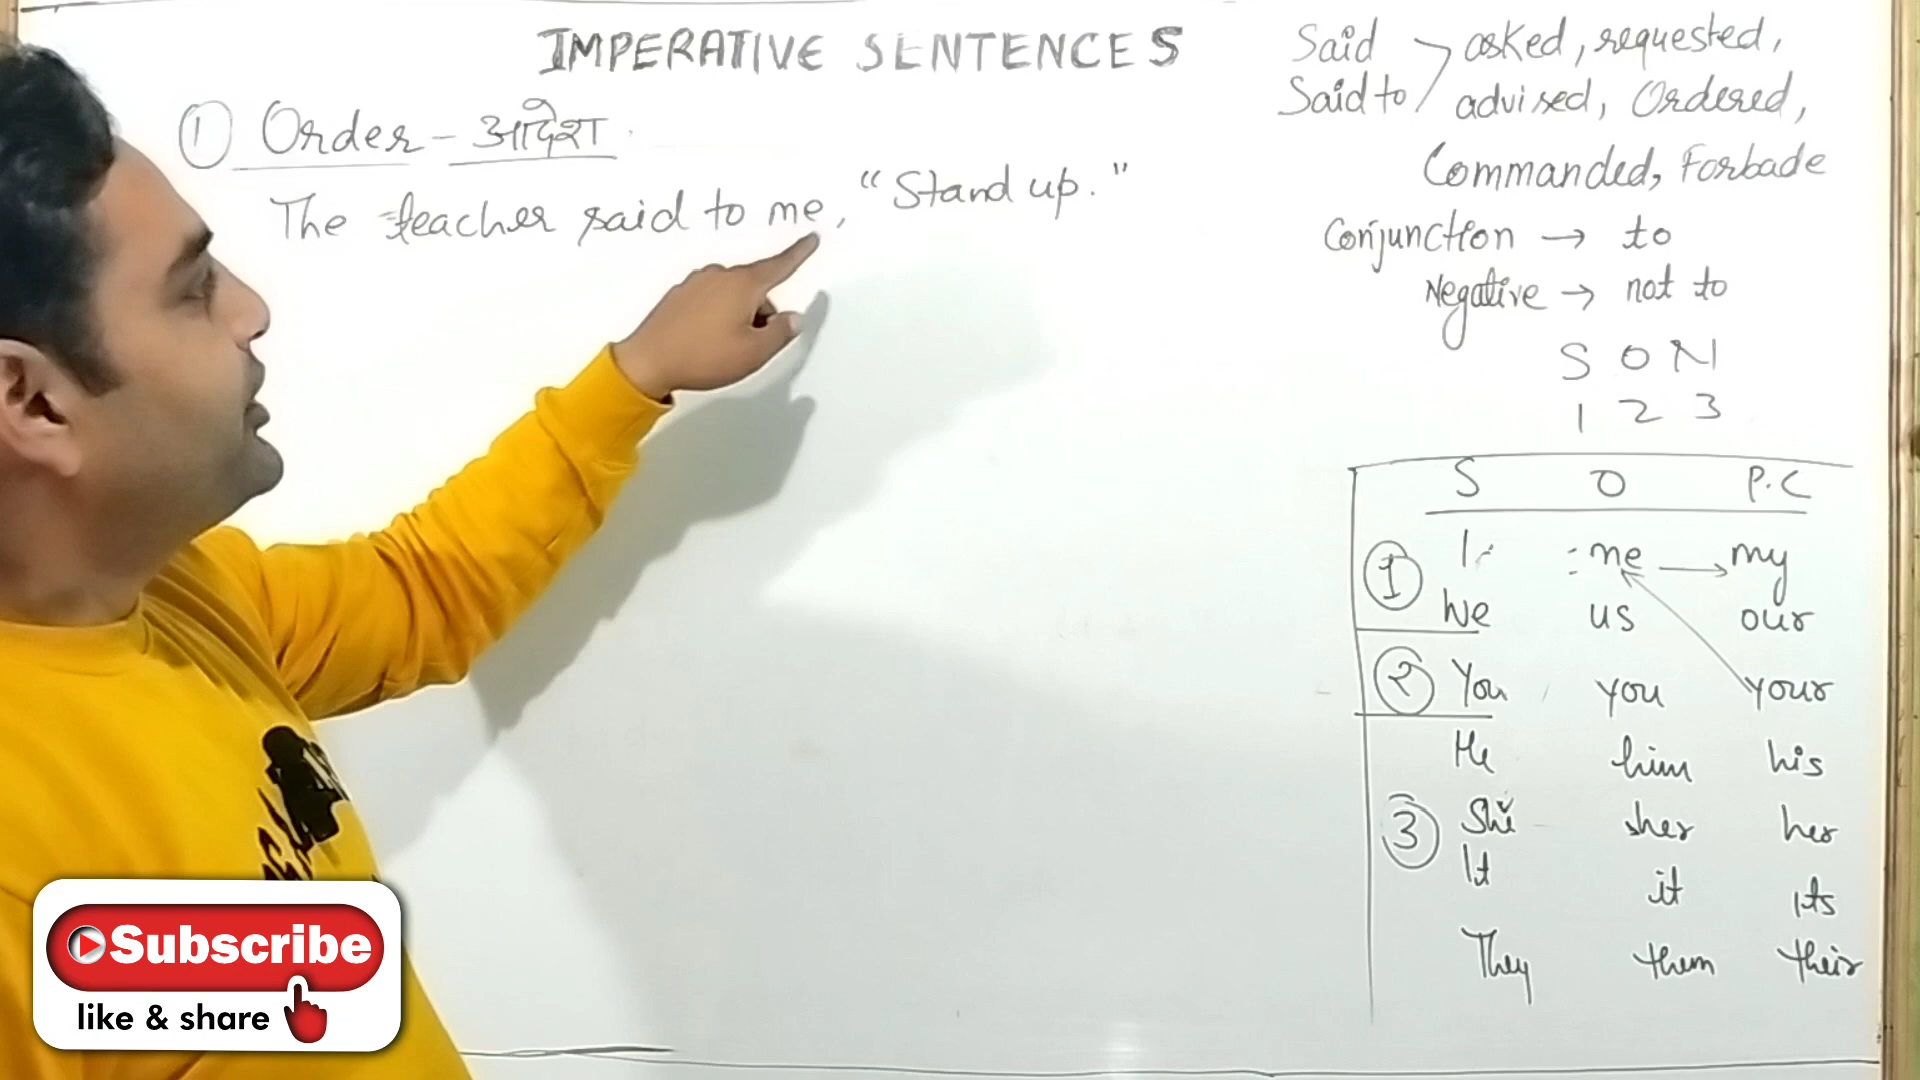 IMPERATIVE SENTENCES
① Order - आदेश
The teacher said to me, "Stand up."
Said asked, requested,
Said to advised, Ordered,
Commanded, Forbade
Conjunction → to
Negative → not to
S O N
1 2 3
S O P.C
① I me → my
We us our
② You you your
He him his
③ She her her
It it Its
They them their
Subscribe
like & share